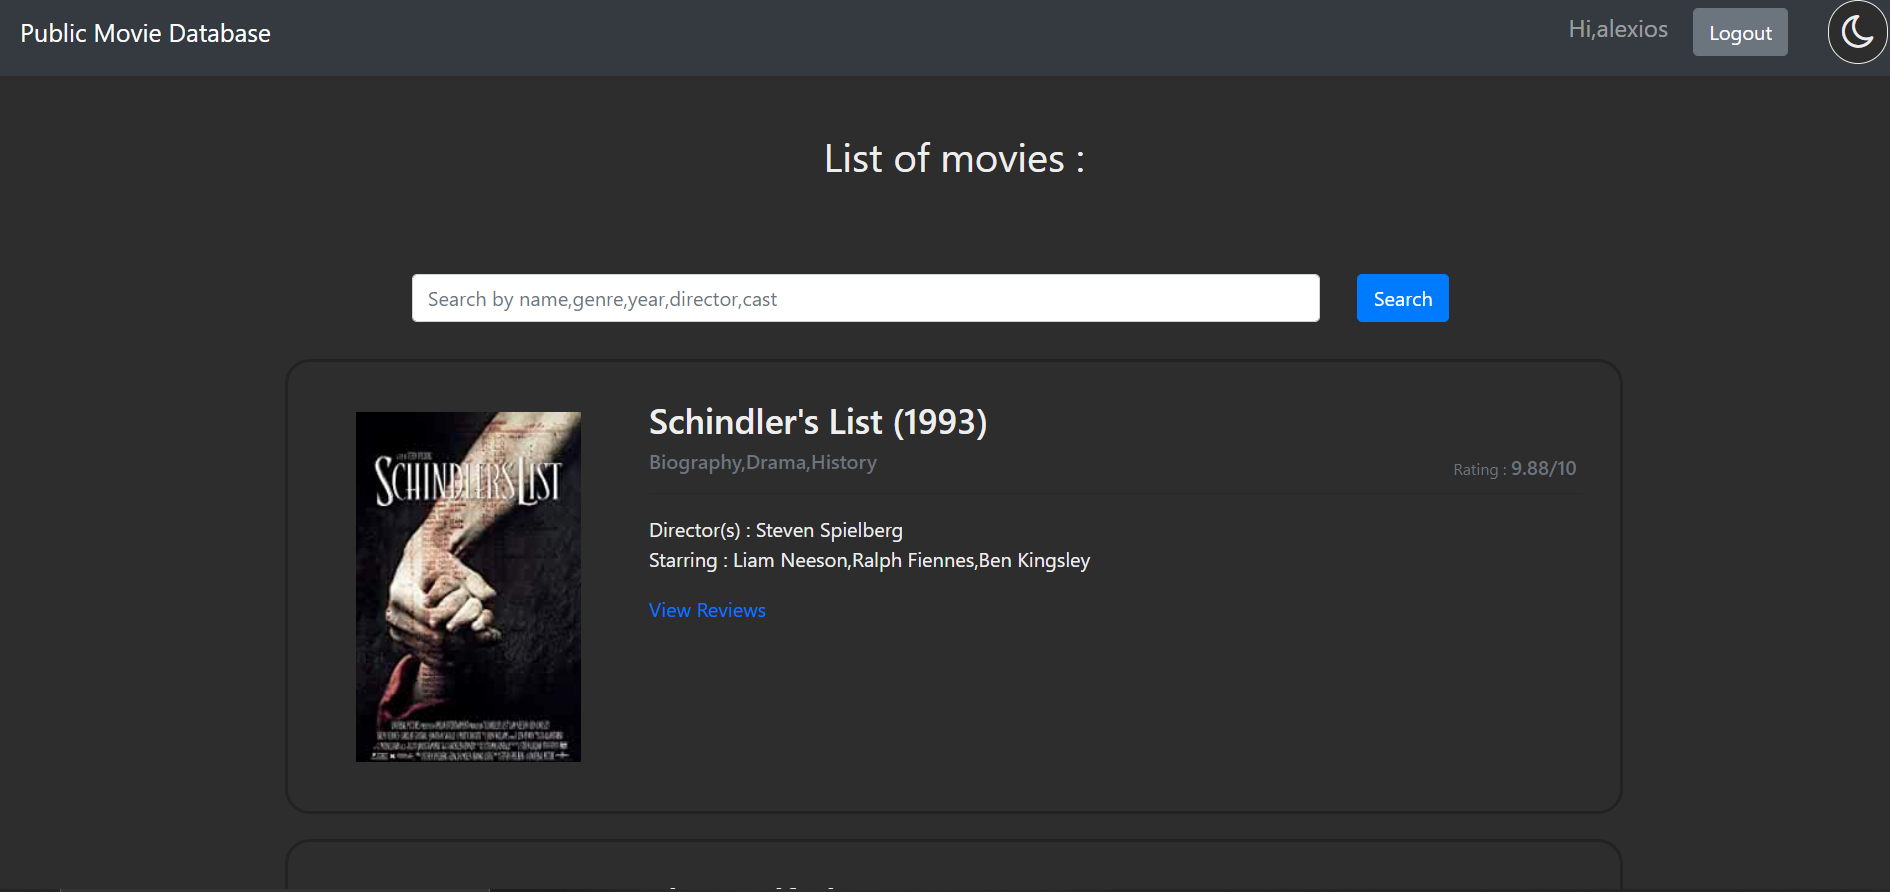 Public Movie Database
Hi,alexios
Logout
List of movies :
Search by name,genre,year,director,cast
Search
SCHINDLER'S LIST
Schindler's List (1993)
Biography,Drama,History
Rating : 9.88/10
Director(s) : Steven Spielberg
Starring : Liam Neeson,Ralph Fiennes,Ben Kingsley
View Reviews